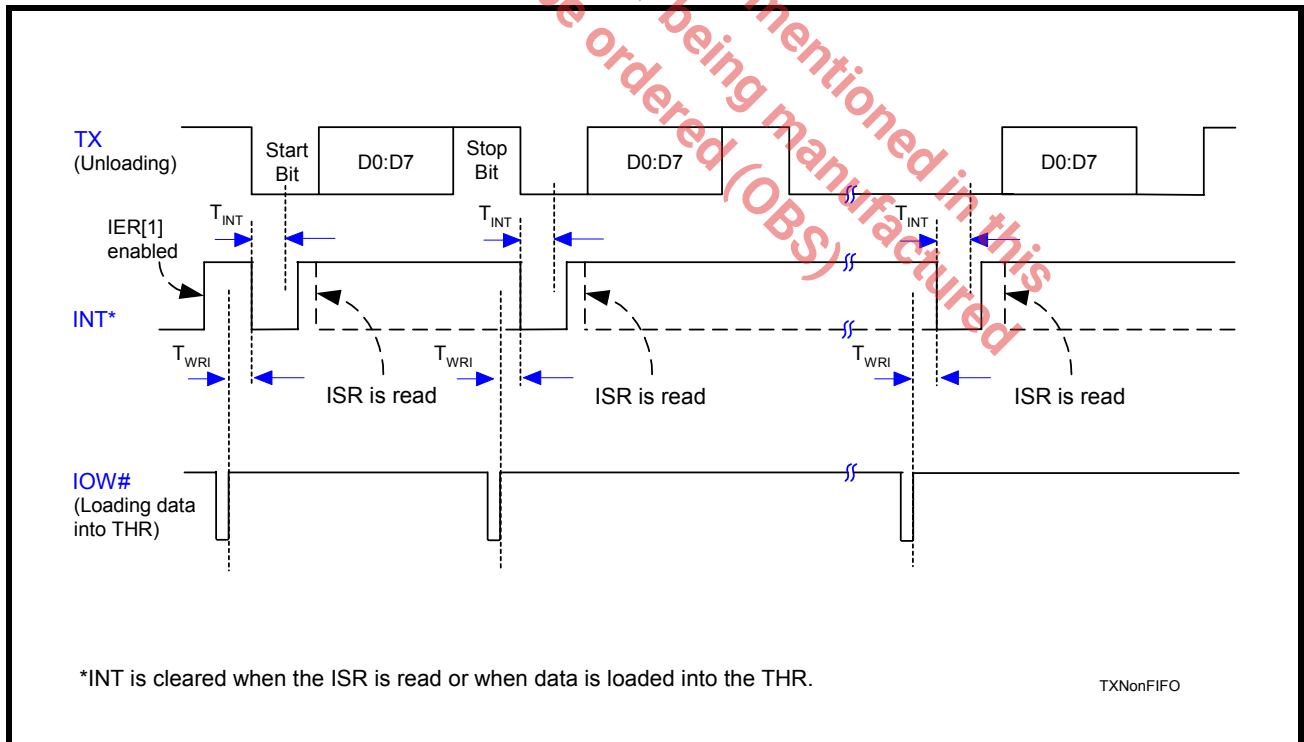 mentioned in this
being manufactured
be ordered (OBS)
TX
(Unloading)
Start
Bit
D0:D7
Stop
Bit
D0:D7
D0:D7
IER[1]
enabled
TINT
TINT
TINT
INT*
TWRI
TWRI
TWRI
ISR is read
ISR is read
ISR is read
IOW#
(Loading data
into THR)
*INT is cleared when the ISR is read or when data is loaded into the THR.
TXNonFIFO